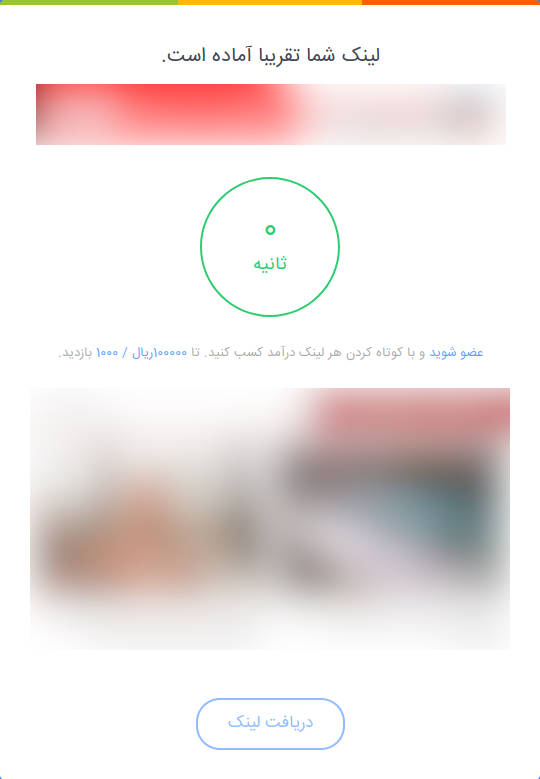 لینک شما تقریبا آماده است.
۰
ثانیه
عضو شوید و با کوتاه کردن هر لینک درآمد کسب کنید. تا ۱۰۰۰۰۰ریال / ۱۰۰۰ بازدید.
دریافت لینک